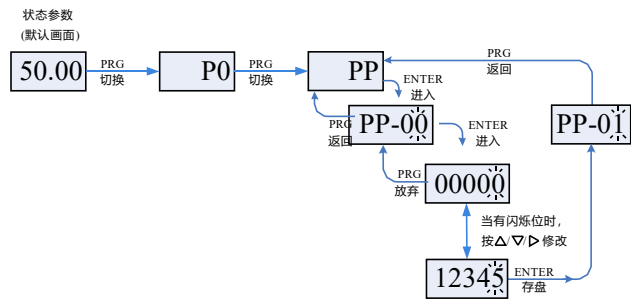 状态参数
(默认画面)
50.00
PRG
切换
P0
PRG
切换
PP
PRG
返回
ENTER
进入
PRG
返回
PP-00
ENTER
进入
PP-01
PRG
放弃
00000
当有闪烁位时，
按△/▽/▷ 修改
12345
ENTER
存盘